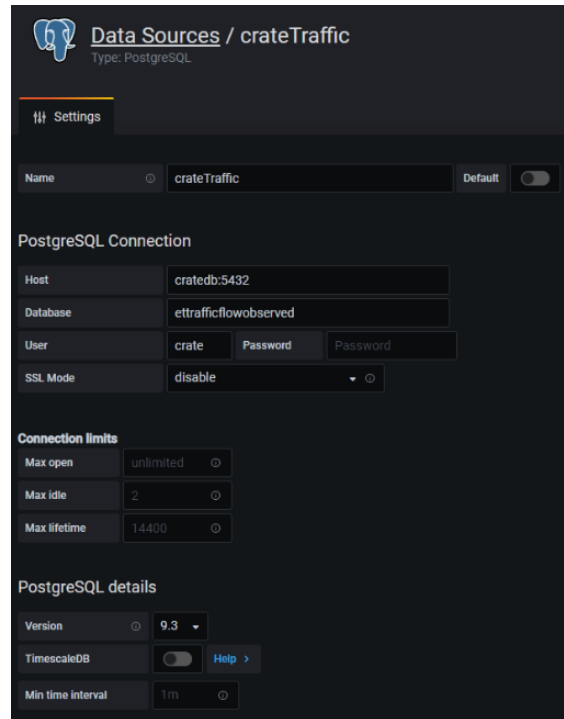 Data Sources / crateTraffic
Type: PostgreSQL
Settings
Name crateTraffic Default
PostgreSQL Connection
Host cratedb:5432
Database ettrafficflowobserved
User crate Password Password
SSL Mode disable
Connection limits
Max open unlimited
Max idle 2
Max lifetime 14400
PostgreSQL details
Version 9.3
TimescaleDB Help >
Min time interval 1m